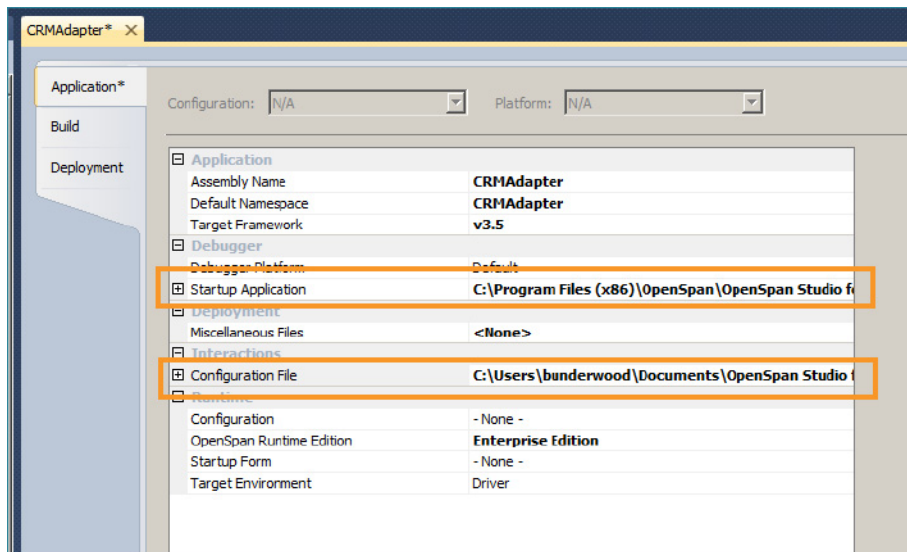 CRMAdapter*
Application*
Configuration: N/A Platform: N/A
Build
Deployment
Application
Assembly Name CRMAdapter
Default Namespace CRMAdapter
Target Framework v3.5
Debugger
Debugger Platform Default
Startup Application C:\Program Files (x86)\OpenSpan\OpenSpan Studio fo
Deployment
Miscellaneous Files <None>
Interactions
Configuration File C:\Users\bunderwood\Documents\OpenSpan Studio f
Runtime
Configuration - None -
OpenSpan Runtime Edition Enterprise Edition
Startup Form - None -
Target Environment Driver